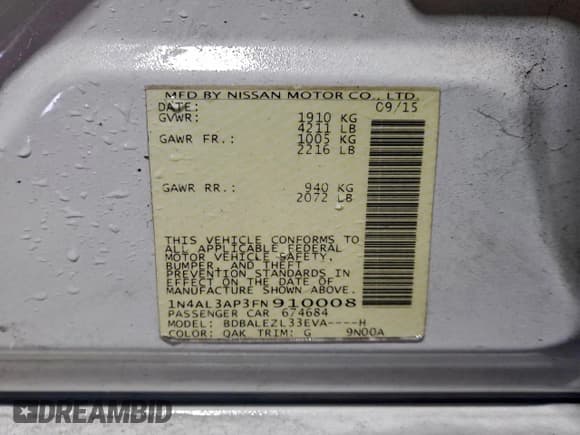 MFD BY NISSAN MOTOR CO., LTD.
DATE: 09/15
GVWR: 1910 KG
4211 LB
GAWR FR.: 1005 KG
2216 LB
GAWR RR.: 940 KG
2072 LB
THIS VEHICLE CONFORMS TO
ALL APPLICABLE FEDERAL
MOTOR VEHICLE SAFETY,
BUMPER, AND THEFT
PREVENTION STANDARDS IN
EFFECT ON THE DATE OF
MANUFACTURE SHOWN ABOVE.
1N4AL3AP3FN910008
PASSENGER CAR 674684
MODEL: BDBALEZL33EVA----H
COLOR: QAK TRIM: G 9N00A
DREAMBID